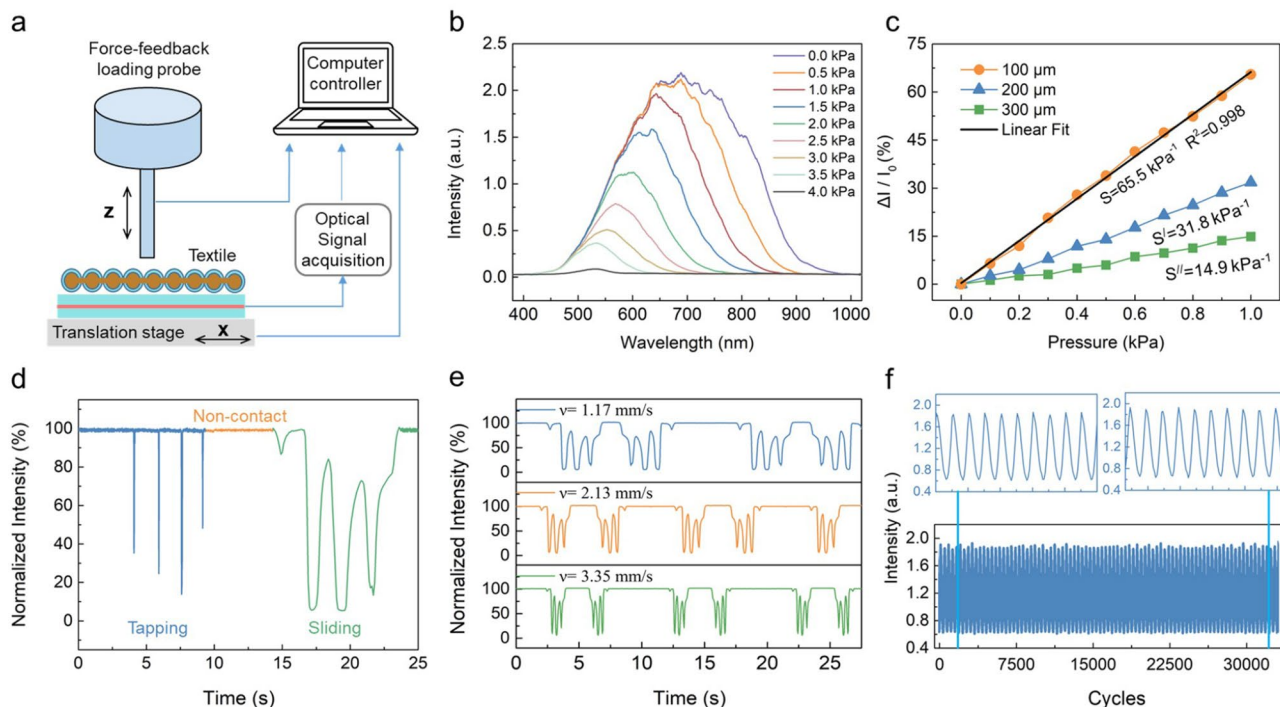 a
Force-feedback
loading probe
Computer
controller
z
Optical
Signal
acquisition
Textile
Translation stage
x
b
Intensity (a.u.)
2.5
2.0
1.5
1.0
0.5
0.0
400 500 600 700 800 900 1000
Wavelength (nm)
0.0 kPa
0.5 kPa
1.0 kPa
1.5 kPa
2.0 kPa
2.5 kPa
3.0 kPa
3.5 kPa
4.0 kPa
c
ΔI / I₀ (%)
75
60
45
30
15
0
100 μm
200 μm
300 μm
Linear Fit
S=65.5 kPa⁻¹ R²=0.998
Sᴵ=31.8 kPa⁻¹
Sᴵᴵ=14.9 kPa⁻¹
0.0 0.2 0.4 0.6 0.8 1.0
Pressure (kPa)
d
Normalized Intensity (%)
100
80
60
40
20
0
Non-contact
Tapping
Sliding
0 5 10 15 20 25
Time (s)
e
Normalized Intensity (%)
ν= 1.17 mm/s
100
75
50
25
ν= 2.13 mm/s
100
75
50
25
ν= 3.35 mm/s
100
75
50
25
0 5 10 15 20 25
Time (s)
f
2.0
1.6
1.2
0.8
0.4
2.0
1.6
1.2
0.8
0.4
Intensity (a.u.)
2.0
1.6
1.2
0.8
0.4
0 7500 15000 22500 30000
Cycles